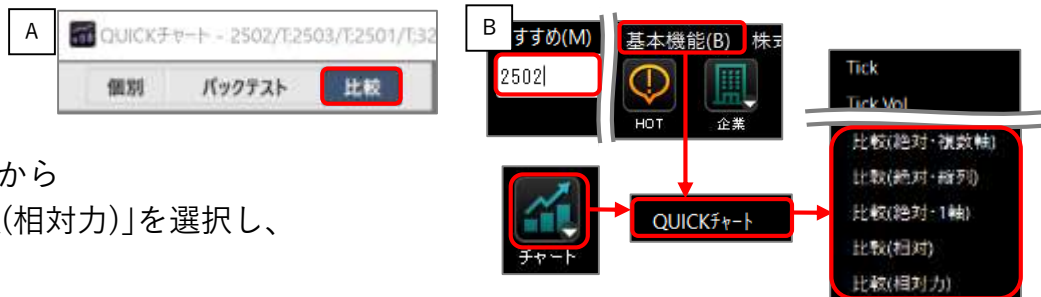 A
QUICKチャート - 2502/T;2503/T;2501/T;32
個別 バックテスト 比較
から
(相対力)」を選択し、
B
すすめ(M)
2502
基本機能(B) 株
HOT
企業
チャート
QUICKチャート
Tick
Tick Vol
比較(絶対・複数軸)
比較(絶対・縦列)
比較(絶対・1軸)
比較(相対)
比較(相対力)